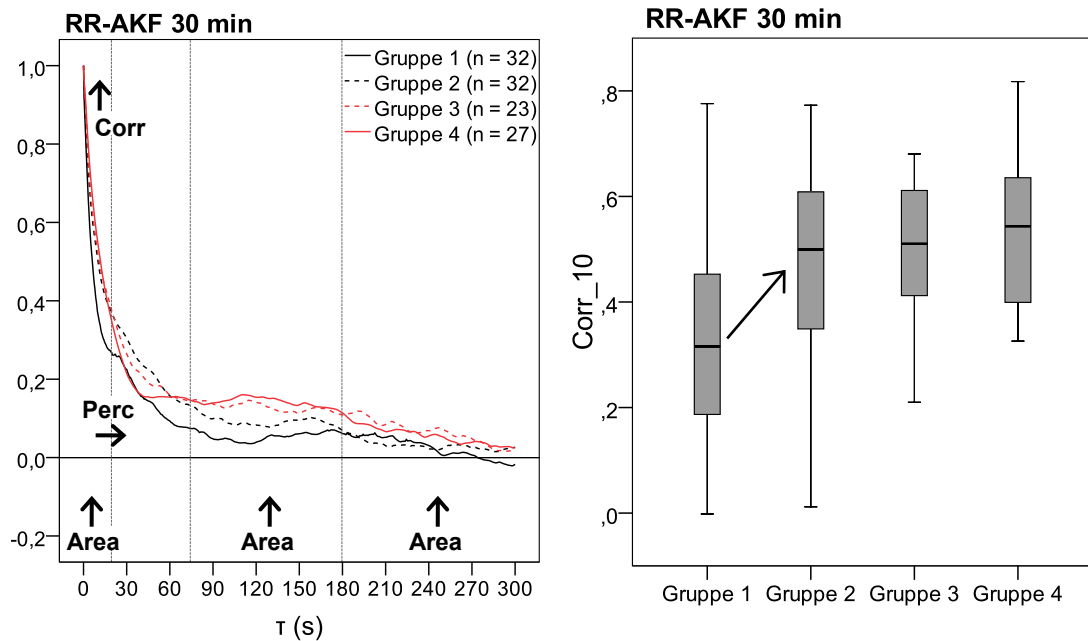 RR-AKF 30 min
Gruppe 1 (n = 32)
Gruppe 2 (n = 32)
Gruppe 3 (n = 23)
Gruppe 4 (n = 27)
1,0
0,8
0,6
0,4
0,2
0,0
-0,2
Corr
Perc
Area
Area
Area
0 30 60 90 120 150 180 210 240 270 300
τ (s)
RR-AKF 30 min
Corr_10
,8
,6
,4
,2
,0
Gruppe 1 Gruppe 2 Gruppe 3 Gruppe 4